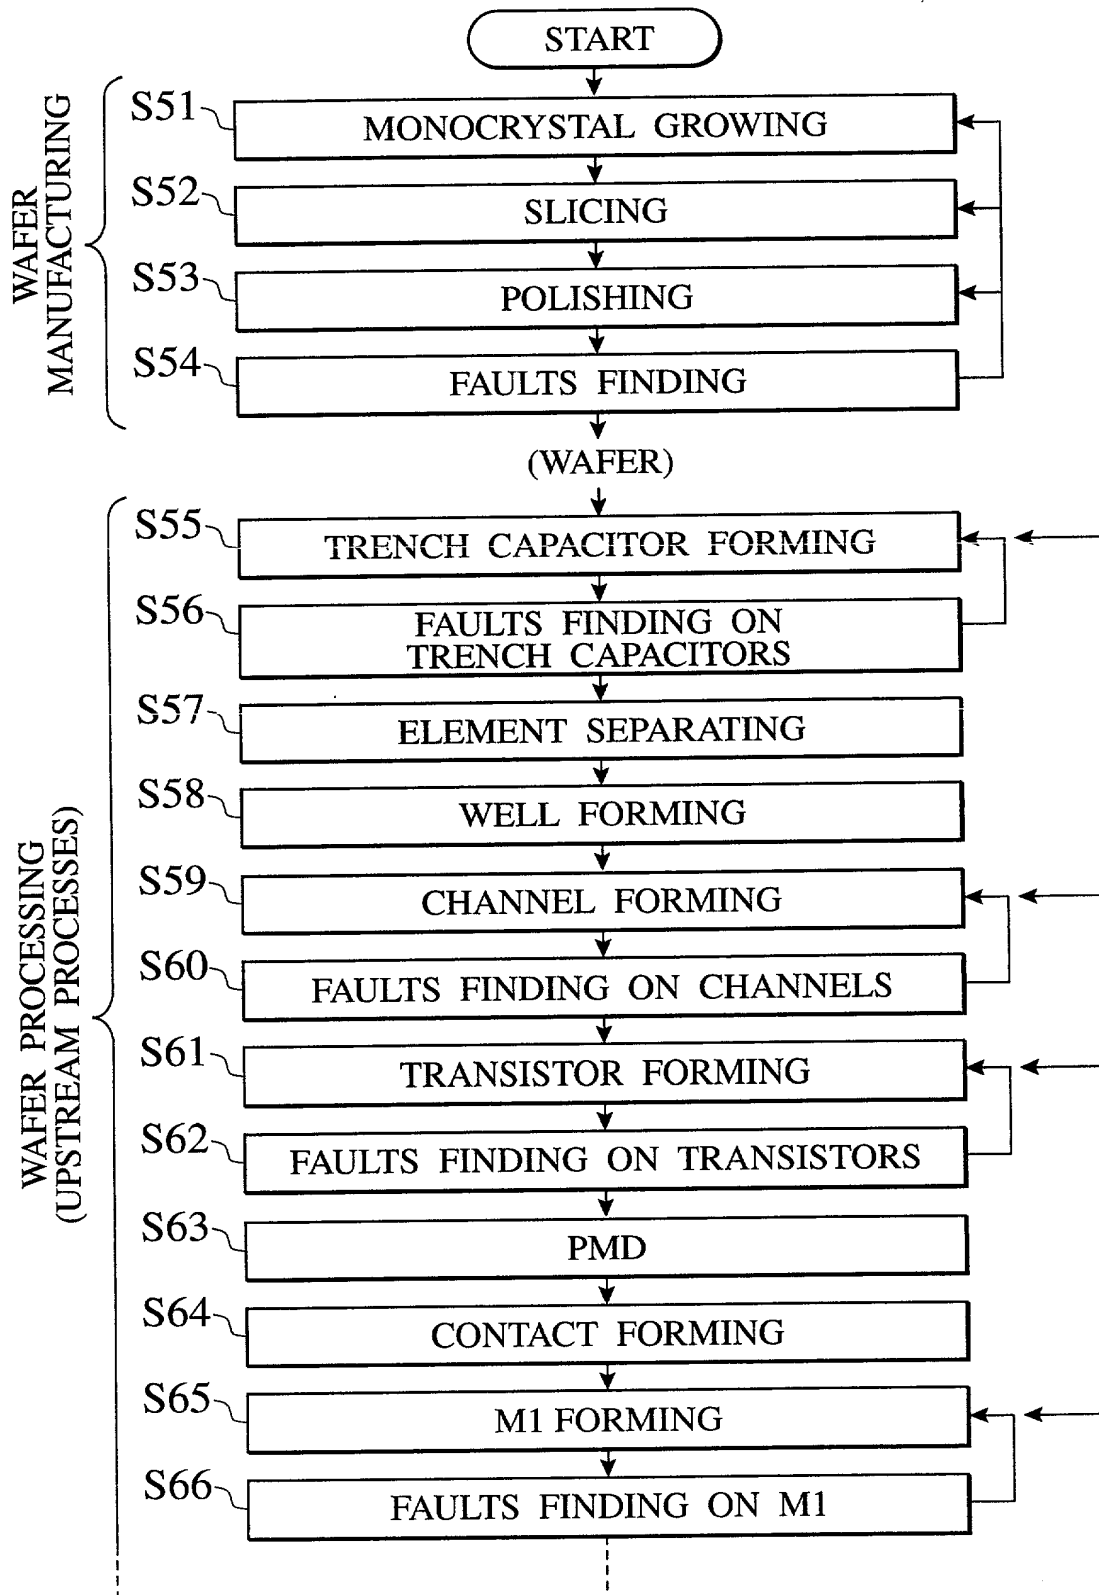 START
WAFER
MANUFACTURING
S51
MONOCRYSTAL GROWING
S52
SLICING
S53
POLISHING
S54
FAULTS FINDING
(WAFER)
WAFER PROCESSING
(UPSTREAM PROCESSES)
S55
TRENCH CAPACITOR FORMING
S56
FAULTS FINDING ON
TRENCH CAPACITORS
S57
ELEMENT SEPARATING
S58
WELL FORMING
S59
CHANNEL FORMING
S60
FAULTS FINDING ON CHANNELS
S61
TRANSISTOR FORMING
S62
FAULTS FINDING ON TRANSISTORS
S63
PMD
S64
CONTACT FORMING
S65
M1 FORMING
S66
FAULTS FINDING ON M1